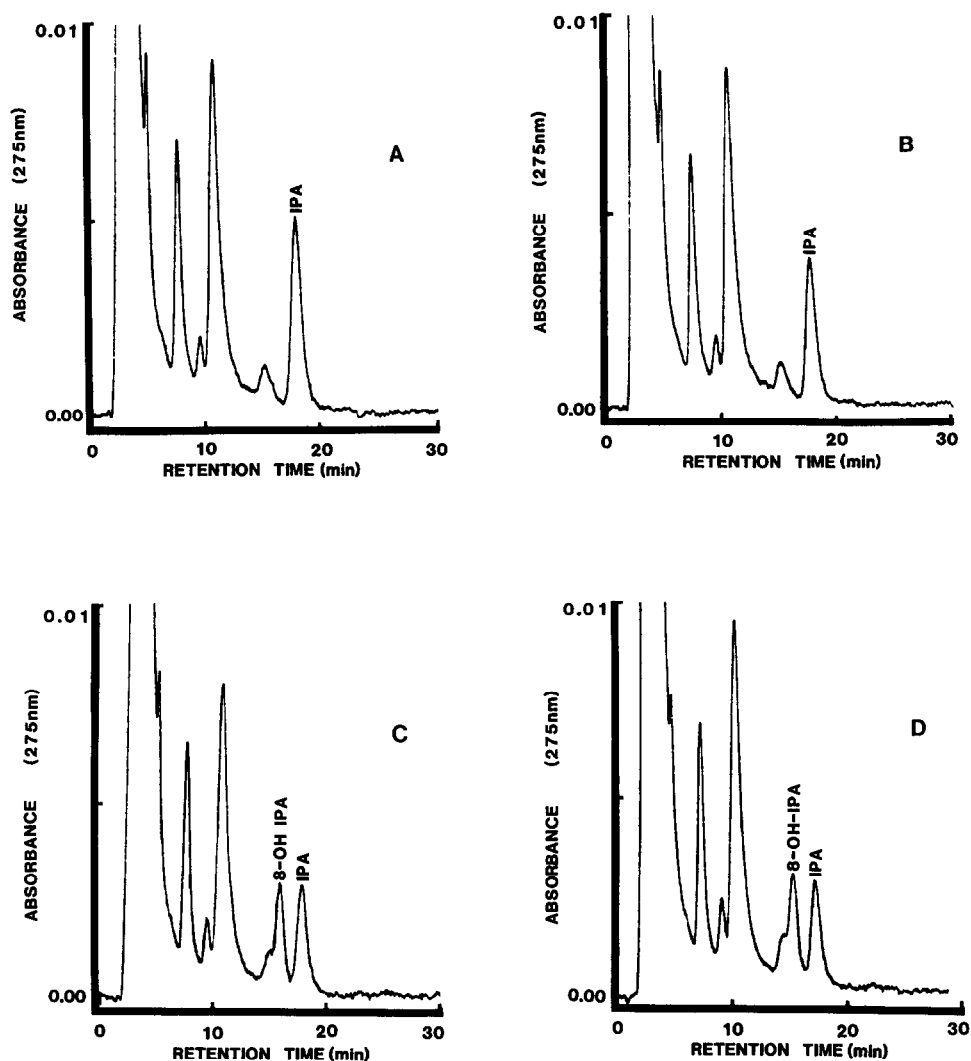 0.01
ABSORBANCE (275nm)
A
IPA
0.00
0 10 20 30
RETENTION TIME (min)
0.01
ABSORBANCE (275nm)
B
IPA
0.00
0 10 20 30
RETENTION TIME (min)
0.01
ABSORBANCE (275nm)
C
8-OH IPA
IPA
0.00
0 10 20 30
RETENTION TIME (min)
0.01
ABSORBANCE (275nm)
D
8-OH-IPA
IPA
0.00
0 10 20 30
RETENTION TIME (min)